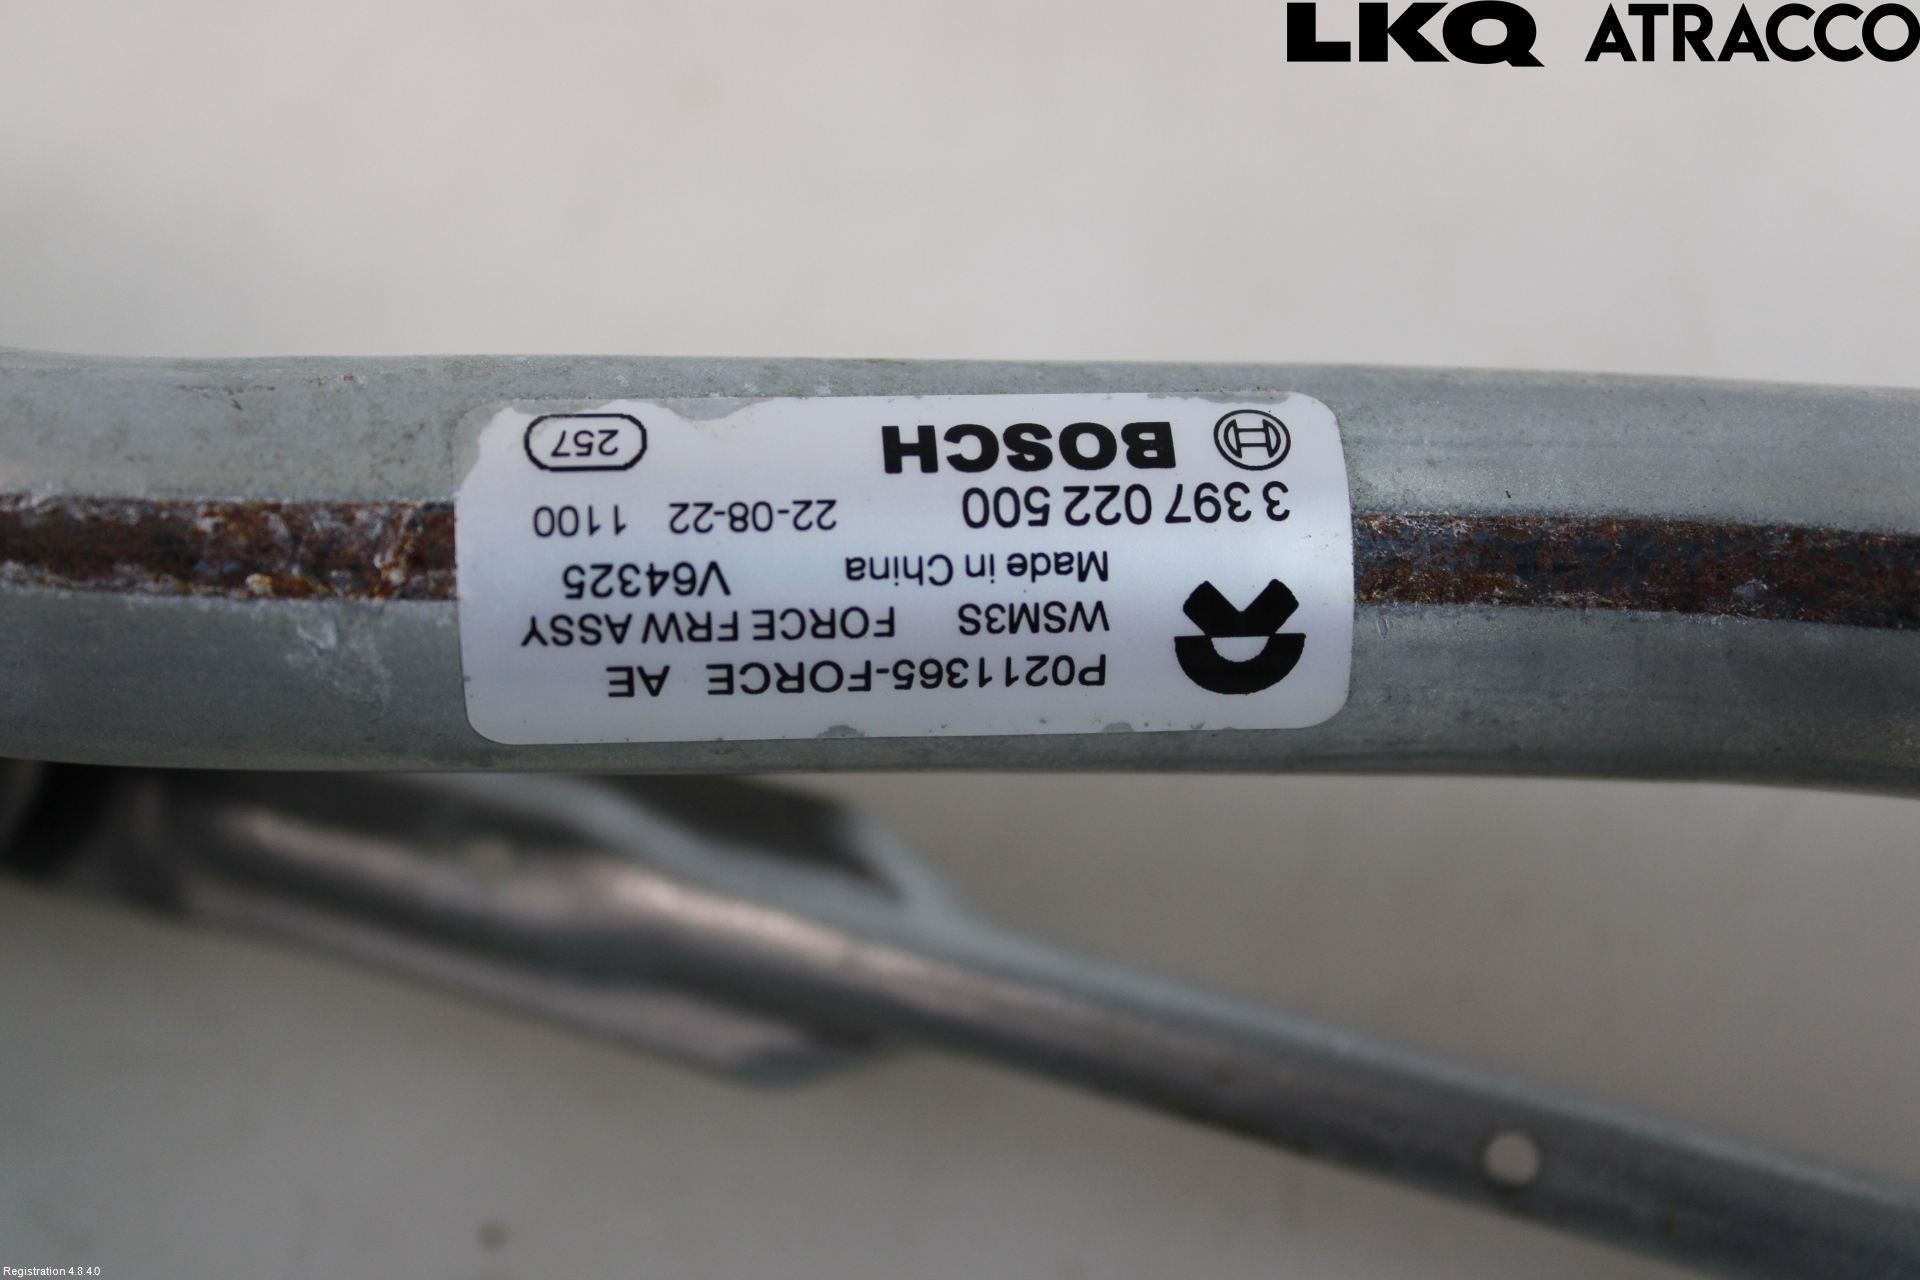 LKQ ATRACCO
P0211365-FORCE AE
WSM3S FORCE FRW ASSY
Made in China V64325
3 397 022 500 22-08-22 1100
BOSCH 257
Registration 4.8.4.0